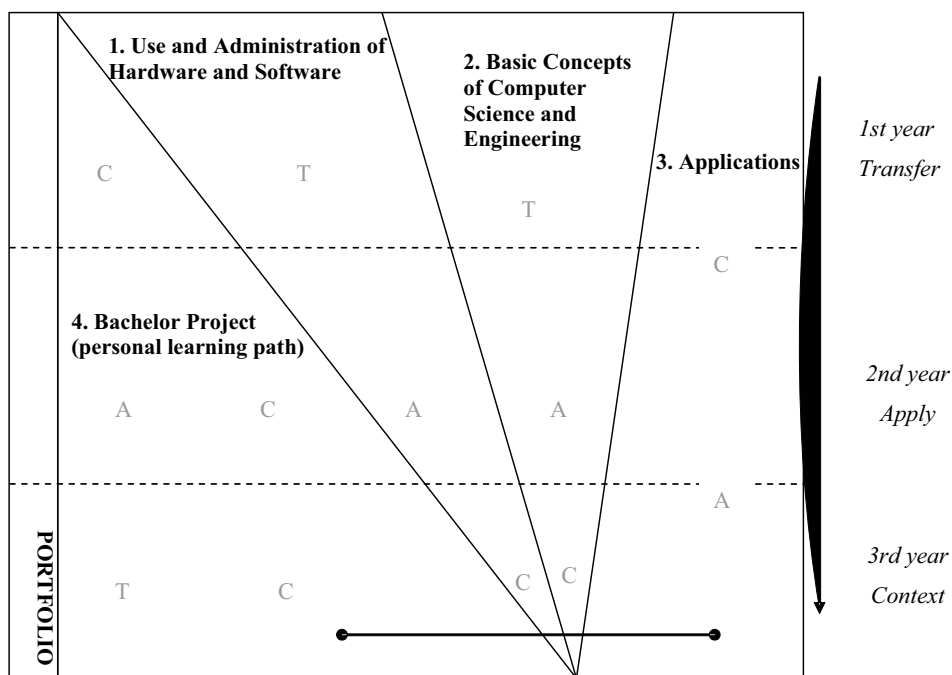 1. Use and Administration of
Hardware and Software
2. Basic Concepts
of Computer
Science and
Engineering
3. Applications
1st year
Transfer
C
T
T
C
4. Bachelor Project
(personal learning path)
2nd year
Apply
A
C
A
A
A
PORTFOLIO
3rd year
Context
T
C
C
C